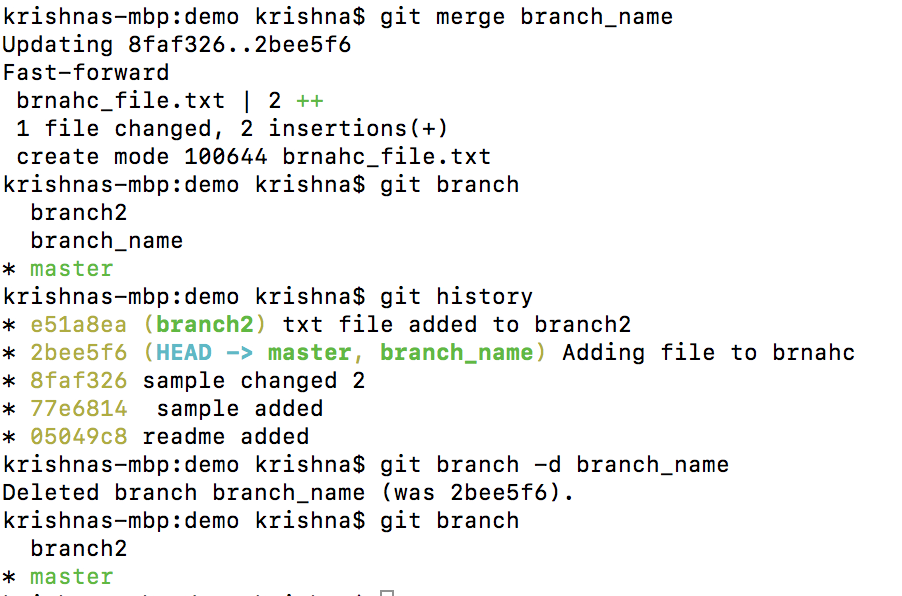 krishnas-mbp:demo krishna$ git merge branch_name
Updating 8faf326..2bee5f6
Fast-forward
 brnahc_file.txt | 2 ++
 1 file changed, 2 insertions(+)
 create mode 100644 brnahc_file.txt
krishnas-mbp:demo krishna$ git branch
  branch2
  branch_name
* master
krishnas-mbp:demo krishna$ git history
* e51a8ea (branch2) txt file added to branch2
* 2bee5f6 (HEAD -> master, branch_name) Adding file to brnahc
* 8faf326 sample changed 2
* 77e6814  sample added
* 05049c8 readme added
krishnas-mbp:demo krishna$ git branch -d branch_name
Deleted branch branch_name (was 2bee5f6).
krishnas-mbp:demo krishna$ git branch
  branch2
* master